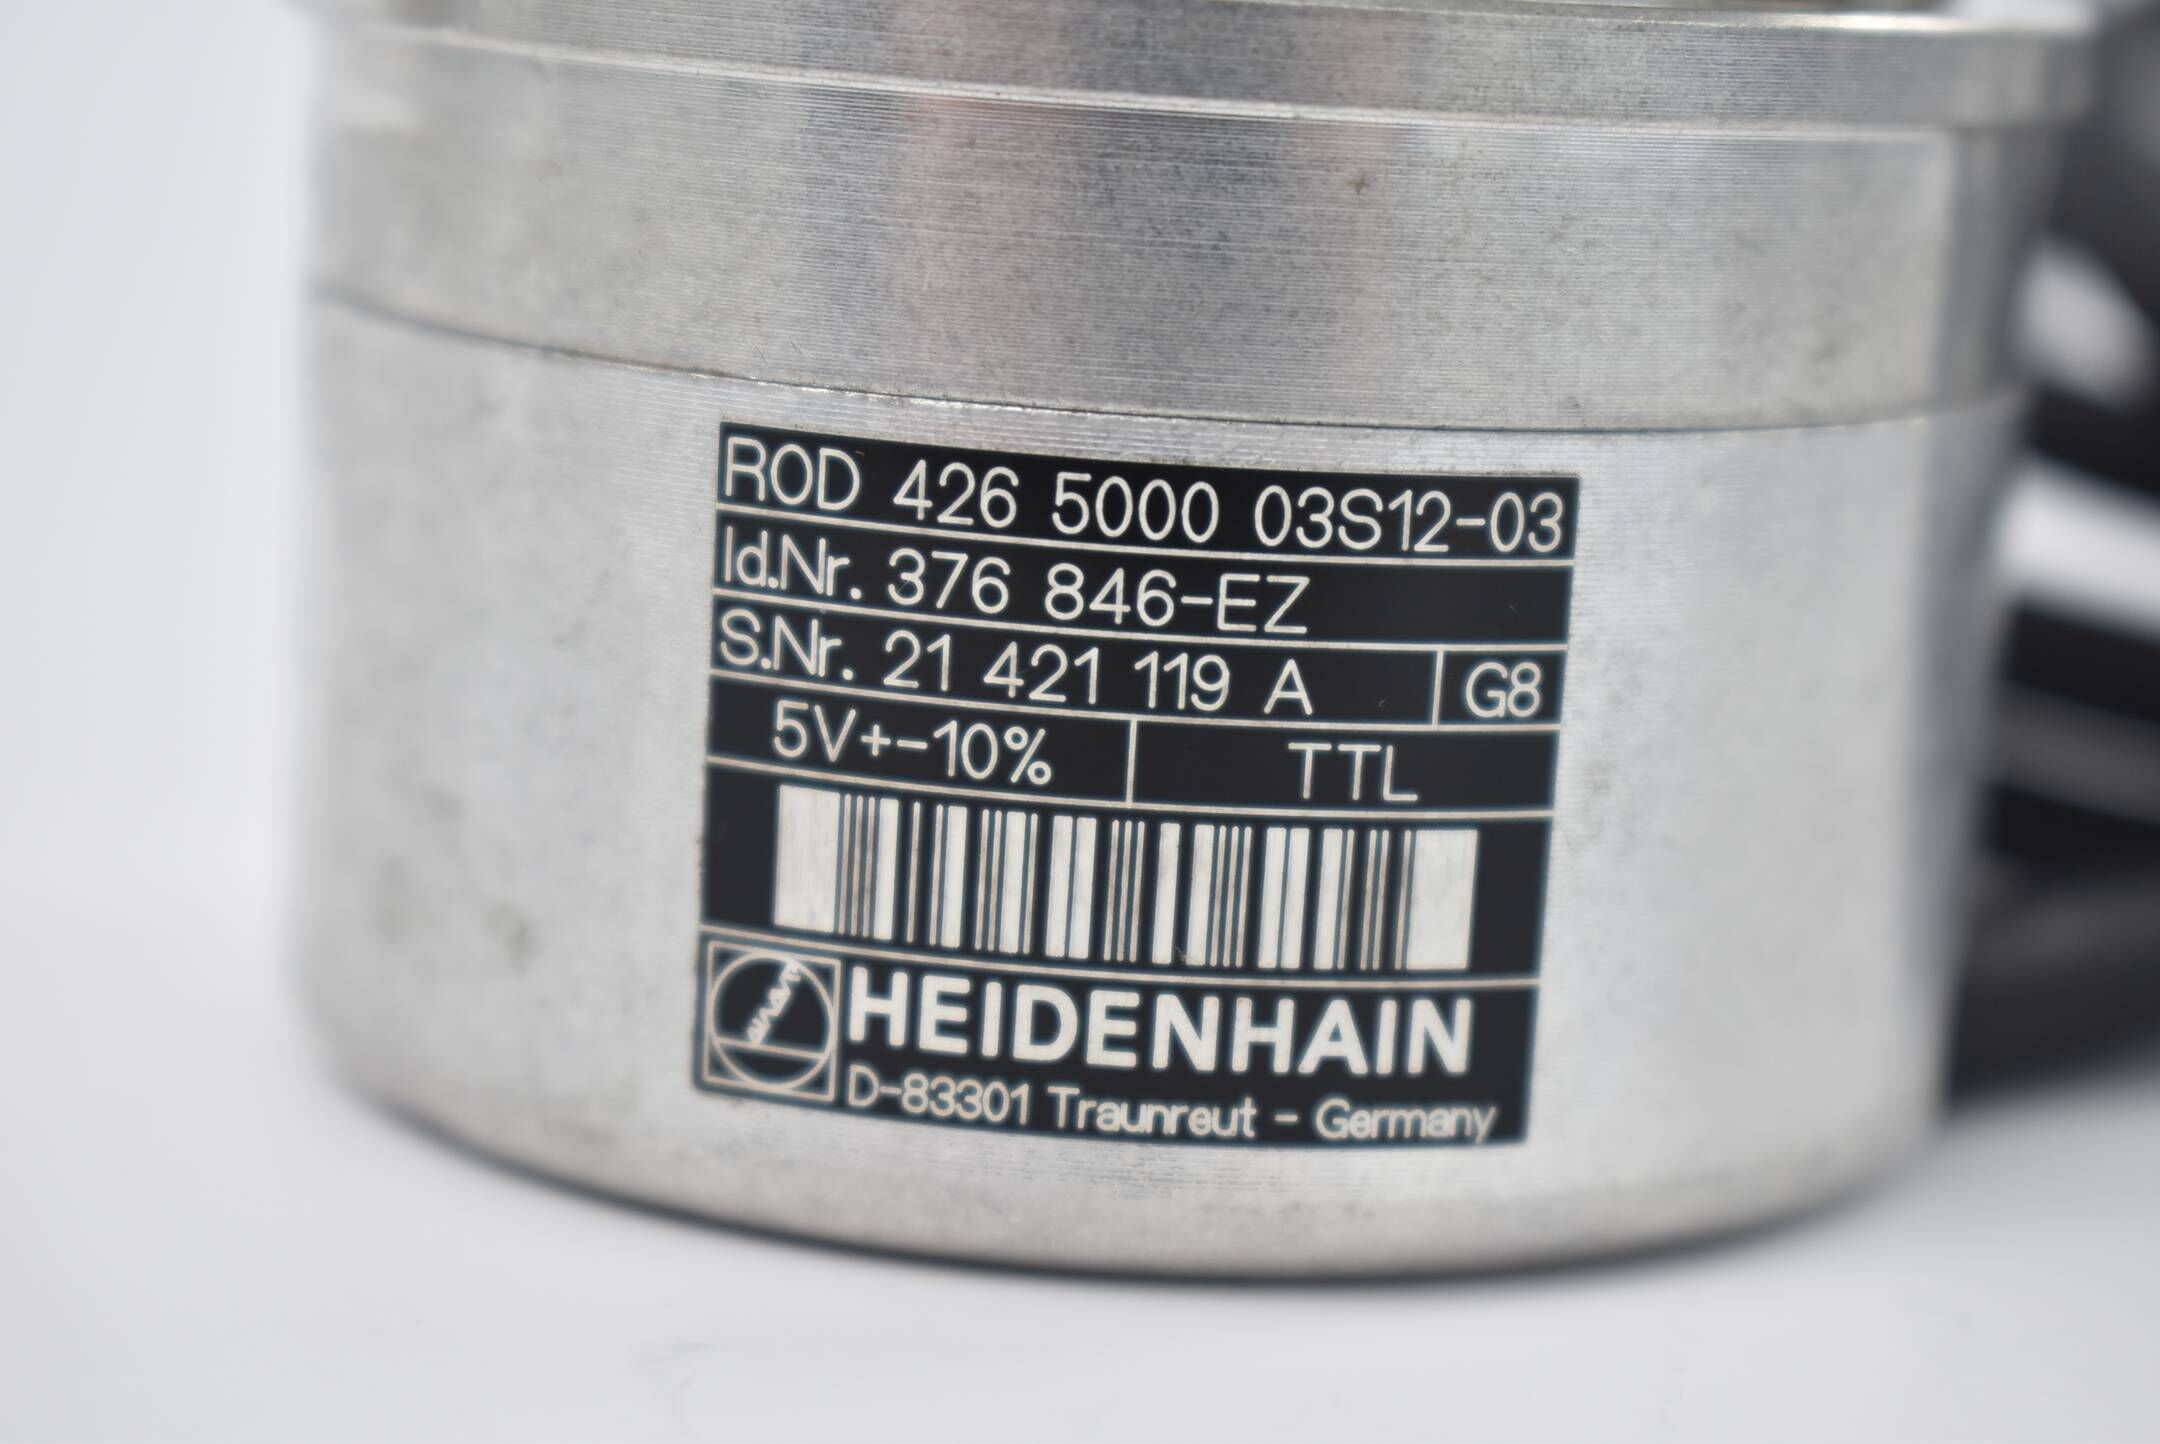 ROD 426 5000 03S12-03
Id.Nr. 376 846-EZ
S.Nr. 21 421 119 A G8
5V+-10% TTL
HEIDENHAIN
D-83301 Traunreut - Germany